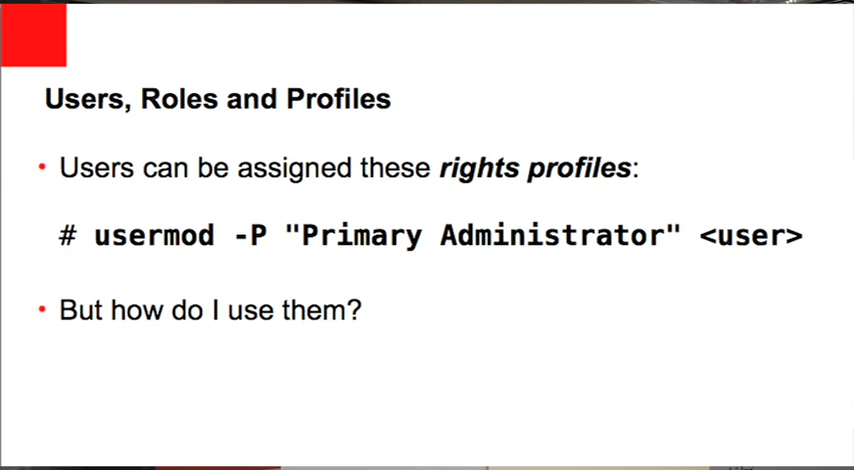 Users, Roles and Profiles
• Users can be assigned these rights profiles:
# usermod -P "Primary Administrator" <user>
• But how do I use them?